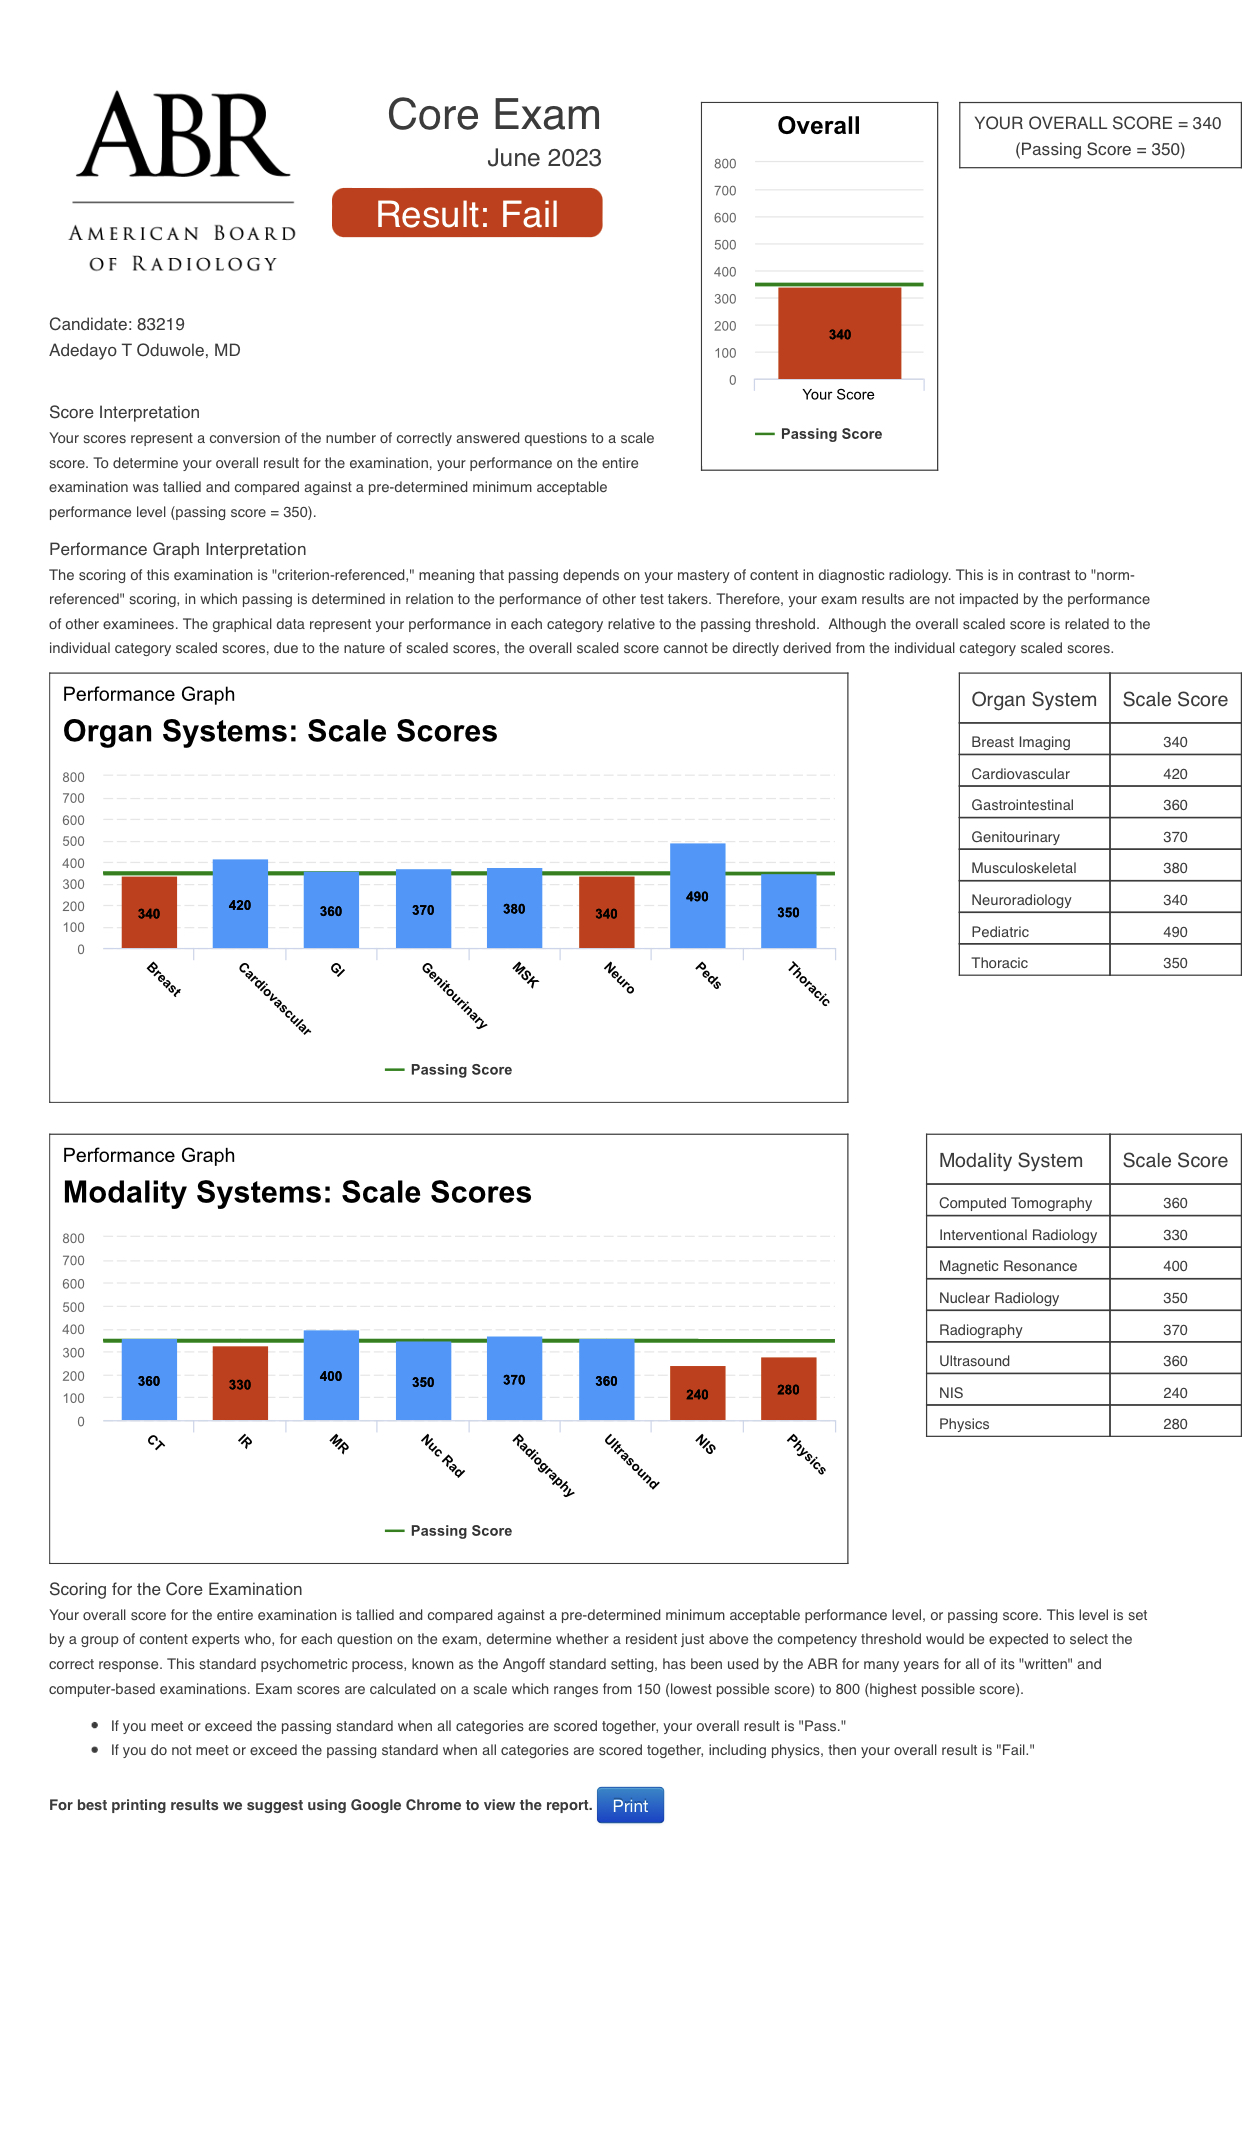 ABR
AMERICAN BOARD
OF RADIOLOGY
Core Exam
June 2023
Result: Fail
Candidate: 83219
Adedayo T Oduwole, MD
Overall
800
700
600
500
400
300
200
100
0
340
Your Score
Passing Score
YOUR OVERALL SCORE = 340
(Passing Score = 350)
Score Interpretation
Your scores represent a conversion of the number of correctly answered questions to a scale
score. To determine your overall result for the examination, your performance on the entire
examination was tallied and compared against a pre-determined minimum acceptable
performance level (passing score = 350).
Performance Graph Interpretation
The scoring of this examination is "criterion-referenced," meaning that passing depends on your mastery of content in diagnostic radiology. This is in contrast to "norm-
referenced" scoring, in which passing is determined in relation to the performance of other test takers. Therefore, your exam results are not impacted by the performance
of other examinees. The graphical data represent your performance in each category relative to the passing threshold.  Although the overall scaled score is related to the
individual category scaled scores, due to the nature of scaled scores, the overall scaled score cannot be directly derived from the individual category scaled scores.
Performance Graph
Organ Systems: Scale Scores
800
700
600
500
400
300
200
100
0
340 420 360 370 380 340 490 350
Breast Cardiovascular GI Genitourinary MSK Neuro Peds Thoracic
Passing Score
Organ System Scale Score
Breast Imaging 340
Cardiovascular 420
Gastrointestinal 360
Genitourinary 370
Musculoskeletal 380
Neuroradiology 340
Pediatric 490
Thoracic 350
Performance Graph
Modality Systems: Scale Scores
800
700
600
500
400
300
200
100
0
360 330 400 350 370 360 240 280
CT IR MR Nuc Rad Radiography Ultrasound NIS Physics
Passing Score
Modality System Scale Score
Computed Tomography 360
Interventional Radiology 330
Magnetic Resonance 400
Nuclear Radiology 350
Radiography 370
Ultrasound 360
NIS 240
Physics 280
Scoring for the Core Examination
Your overall score for the entire examination is tallied and compared against a pre-determined minimum acceptable performance level, or passing score. This level is set
by a group of content experts who, for each question on the exam, determine whether a resident just above the competency threshold would be expected to select the
correct response. This standard psychometric process, known as the Angoff standard setting, has been used by the ABR for many years for all of its "written" and
computer-based examinations. Exam scores are calculated on a scale which ranges from 150 (lowest possible score) to 800 (highest possible score).
• If you meet or exceed the passing standard when all categories are scored together, your overall result is "Pass."
• If you do not meet or exceed the passing standard when all categories are scored together, including physics, then your overall result is "Fail."
For best printing results we suggest using Google Chrome to view the report. Print